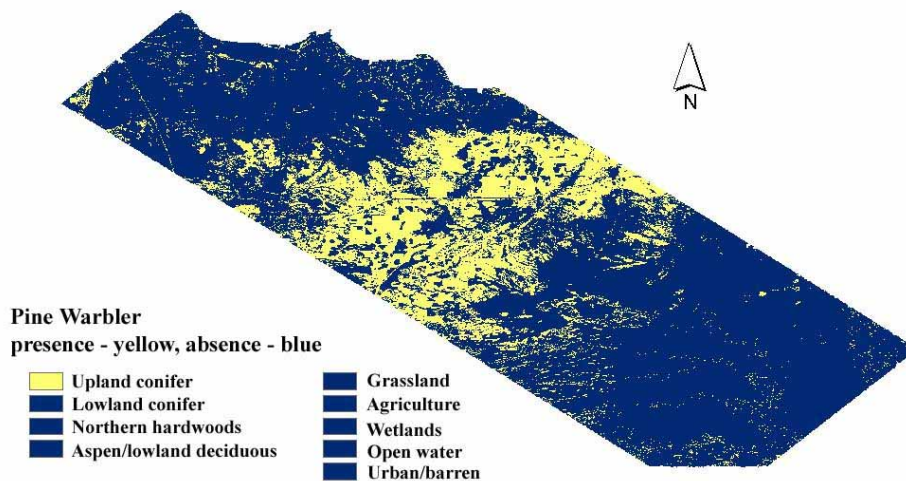 N
Pine Warbler
presence - yellow, absence - blue
Upland conifer
Lowland conifer
Northern hardwoods
Aspen/lowland deciduous
Grassland
Agriculture
Wetlands
Open water
Urban/barren